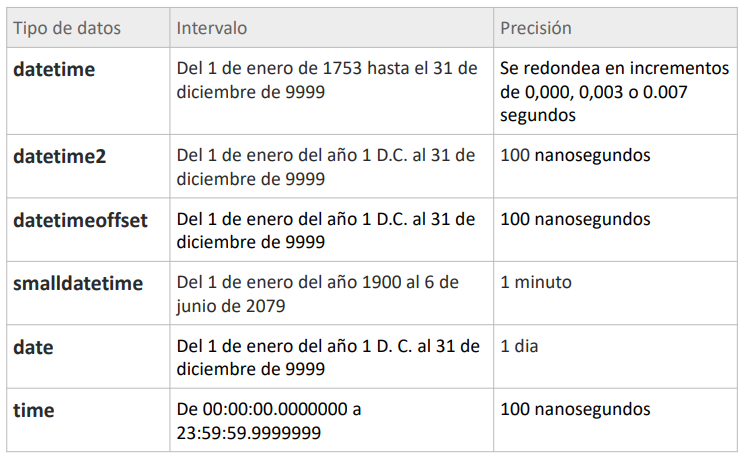 Tipo de datos Intervalo Precisión
datetime Del 1 de enero de 1753 hasta el 31 de diciembre de 9999 Se redondea en incrementos de 0,000, 0,003 o 0.007 segundos
datetime2 Del 1 de enero del año 1 D.C. al 31 de diciembre de 9999 100 nanosegundos
datetimeoffset Del 1 de enero del año 1 D.C. al 31 de diciembre de 9999 100 nanosegundos
smalldatetime Del 1 de enero del año 1900 al 6 de junio de 2079 1 minuto
date Del 1 de enero del año 1 D. C. al 31 de diciembre de 9999 1 dia
time De 00:00:00.0000000 a 23:59:59.9999999 100 nanosegundos